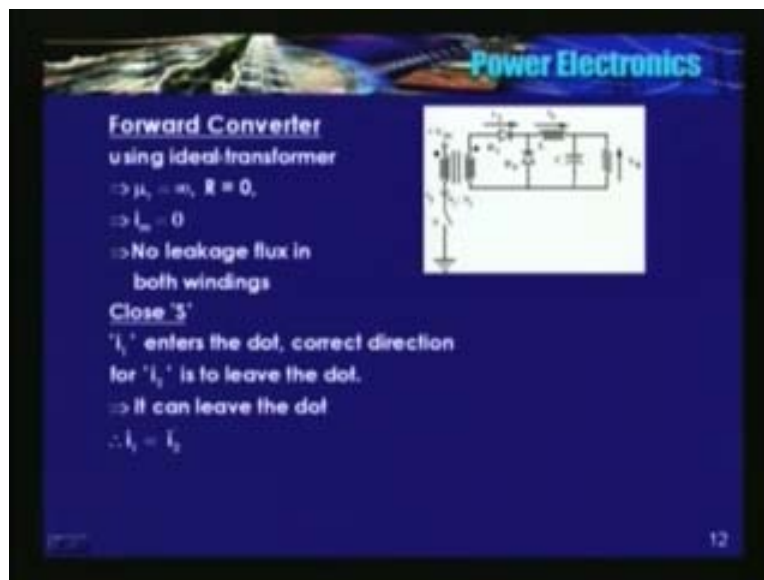 Power Electronics
Forward Converter
using ideal-transformer
⇒ μᵣ = ∞, R = 0,
⇒ iₘ = 0
⇒ No leakage flux in
both windings
Close 'S'
'i₁' enters the dot, correct direction
for 'i₂' is to leave the dot.
⇒ It can leave the dot
∴ i₁ = i₂
12